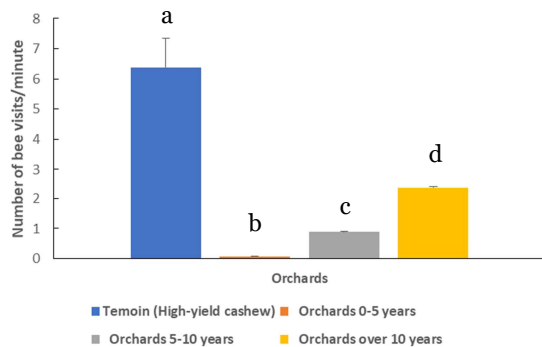 a
8
7
6
5
4
3
2
1
0
b
c
d
Number of bee visits/minute
Orchards
Temoin (High-yield cashew)
Orchards 0-5 years
Orchards 5-10 years
Orchards over 10 years